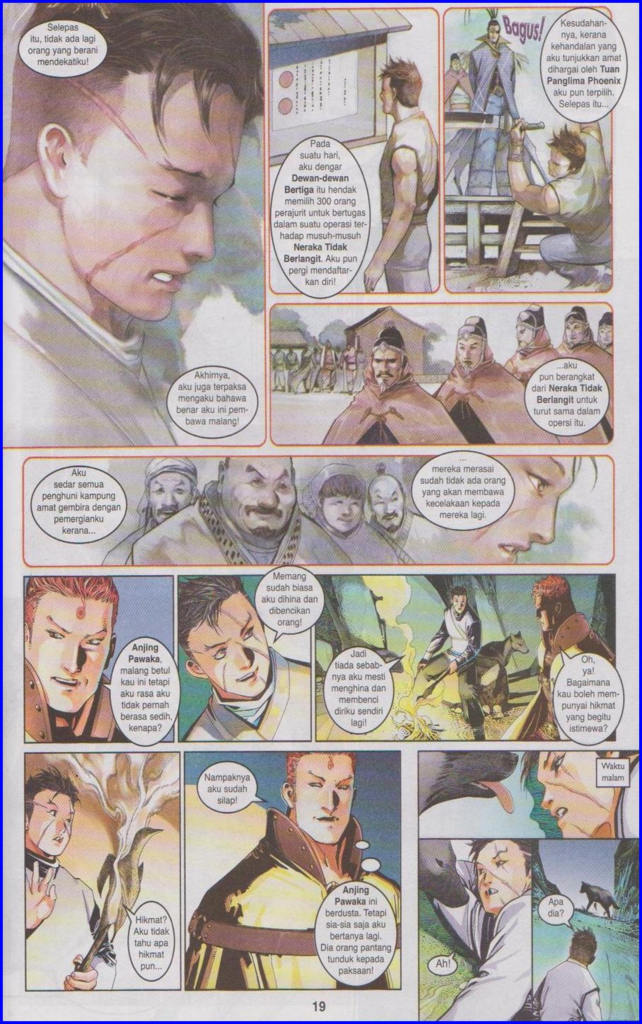 Selepas
itu, tidak ada lagi
orang yang berani
mendekatiku!
Akhirnya,
aku juga terpaksa
mengaku bahawa
benar aku ini pem-
bawa malang!
Pada
suatu hari,
aku dengar
Dewan-dewan
Bertiga itu hendak
memilih 300 orang
perajurit untuk bertugas
dalam suatu operasi ter-
hadap musuh-musuh
Neraka Tidak
Berlangit. Aku pun
pergi mendaftar-
kan diri!
Bagus!
Kesudahan-
nya, kerana
kehandalan yang
aku tunjukkan amat
dihargai oleh Tuan
Panglima Phoenix
aku pun terpilih.
Selepas itu...
...aku
pun berangkat
dari Neraka Tidak
Berlangit untuk
turut sama dalam
opersi itu.
Aku
sedar semua
penghuni kampung
amat gembira dengan
pemergianku
kerana...
...
mereka merasai
sudah tidak ada orang
yang akan membawa
kecelakaan kepada
mereka lagi.
Anjing
Pawaka,
malang betul
kau ini tetapi
aku rasa aku
tidak pernah
berasa sedih,
kenapa?
Memang
sudah biasa
aku dihina dan
dibencikan
orang!
Jadi
tiada sebab-
nya aku mesti
menghina dan
membenci
diriku sendiri
lagi!
Oh,
ya!
Bagaimana
kau boleh mem-
punyai hikmat
yang begitu
istimewa?
Hikmat?
Aku tidak
tahu apa
hikmat
pun...
Nampaknya
aku sudah
silap!
Anjing
Pawaka ini
berdusta. Tetapi
sia-sia saja aku
bertanya lagi.
Dia orang pantang
tunduk kepada
paksaan!
Waktu
malam
Ah!
Apa
dia?
19